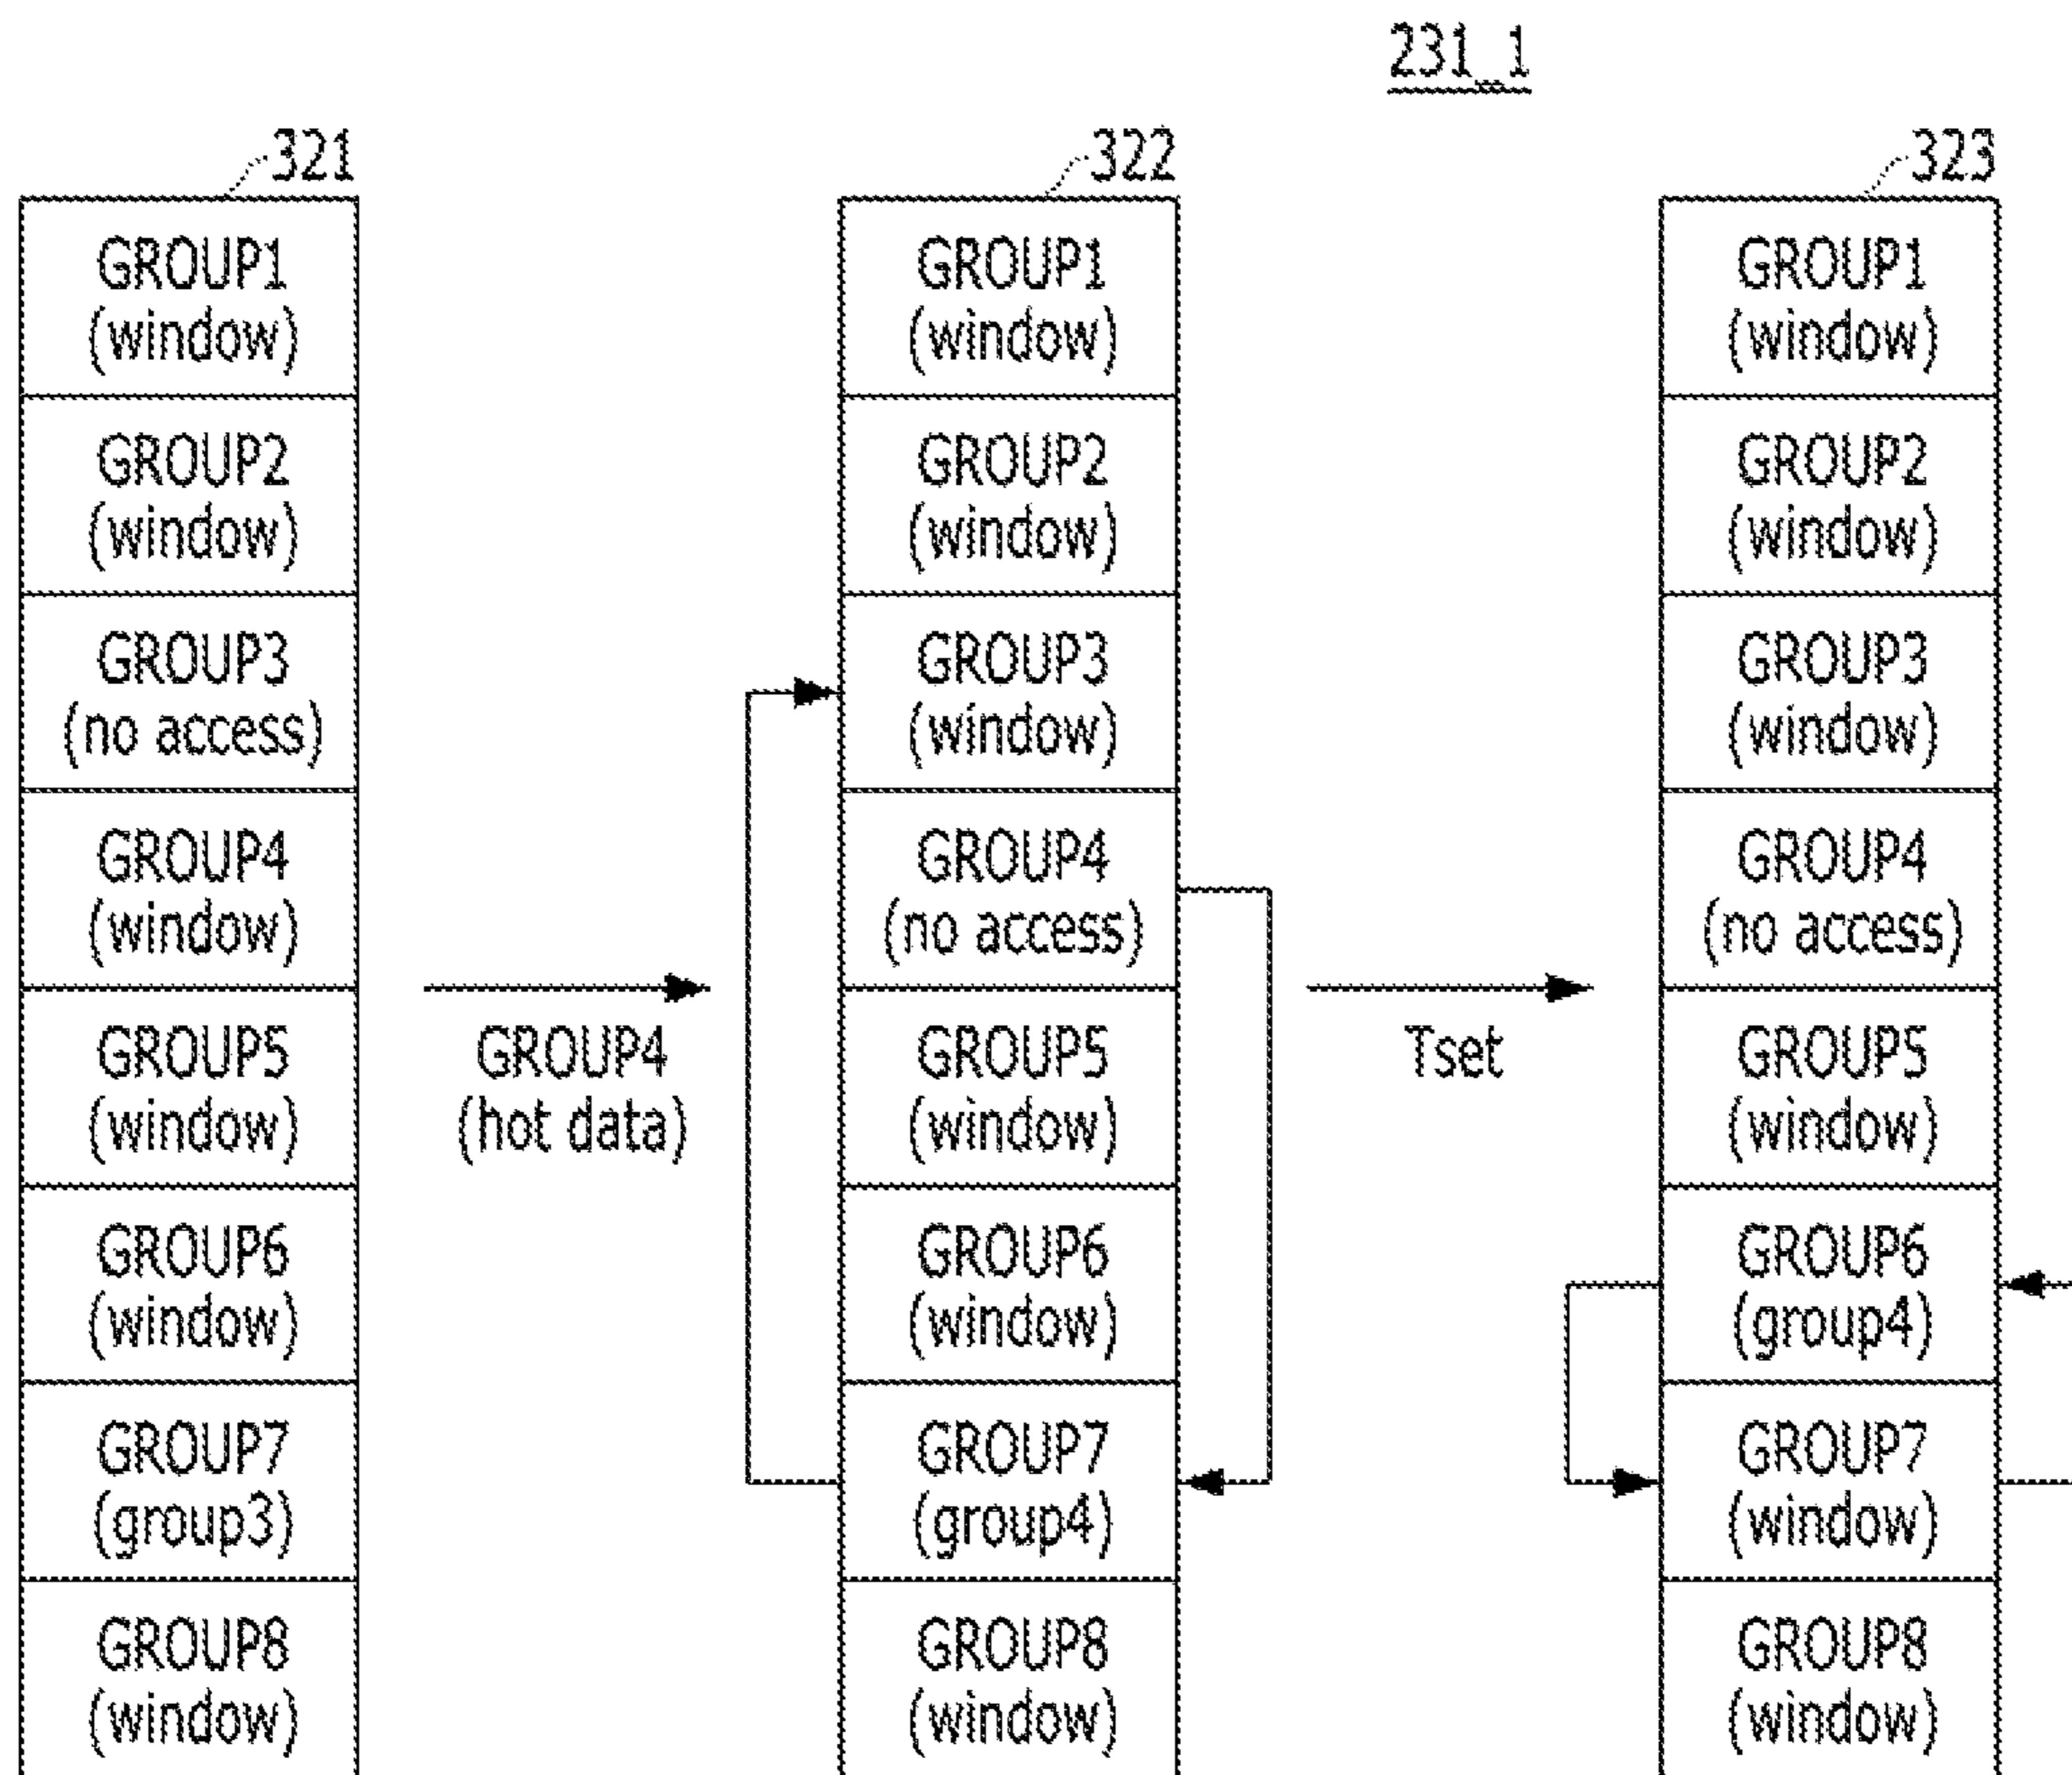 231_1
321
GROUP1
(window)
GROUP2
(window)
GROUP3
(no access)
GROUP4
(window)
GROUP5
(window)
GROUP6
(window)
GROUP7
(group3)
GROUP8
(window)
GROUP4
(hot data)
322
GROUP1
(window)
GROUP2
(window)
GROUP3
(window)
GROUP4
(no access)
GROUP5
(window)
GROUP6
(window)
GROUP7
(group4)
GROUP8
(window)
Tset
323
GROUP1
(window)
GROUP2
(window)
GROUP3
(window)
GROUP4
(no access)
GROUP5
(window)
GROUP6
(group4)
GROUP7
(window)
GROUP8
(window)